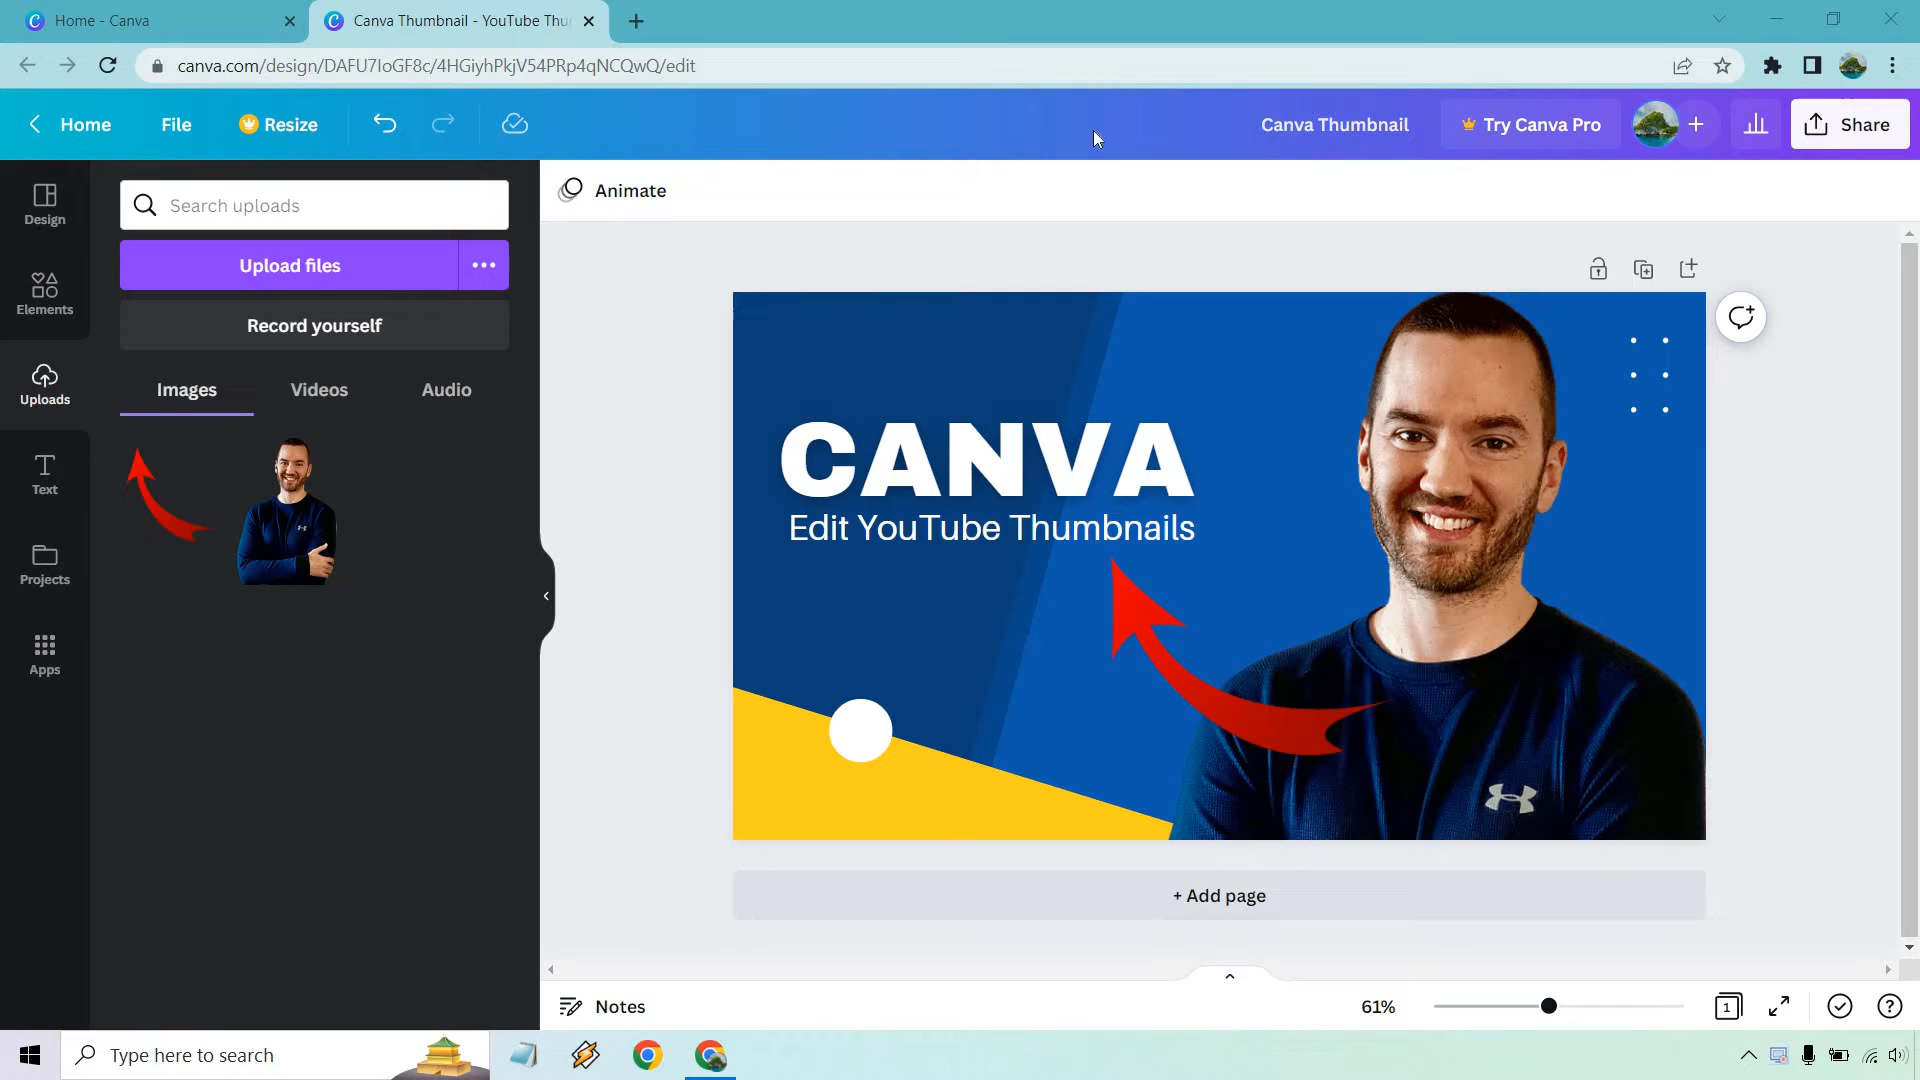 Home - Canva
Canva Thumbnail - YouTube Thu
canva.com/design/DAFU7IoGF8c/4HGiyhPkjV54PRp4qNCQwQ/edit
Home
File
Resize
Canva Thumbnail
Try Canva Pro
Share
Design
Elements
Uploads
Text
Projects
Apps
Search uploads
Upload files
Record yourself
Images
Videos
Audio
Animate
CANVA
Edit YouTube Thumbnails
+ Add page
Notes
61%
1
Type here to search